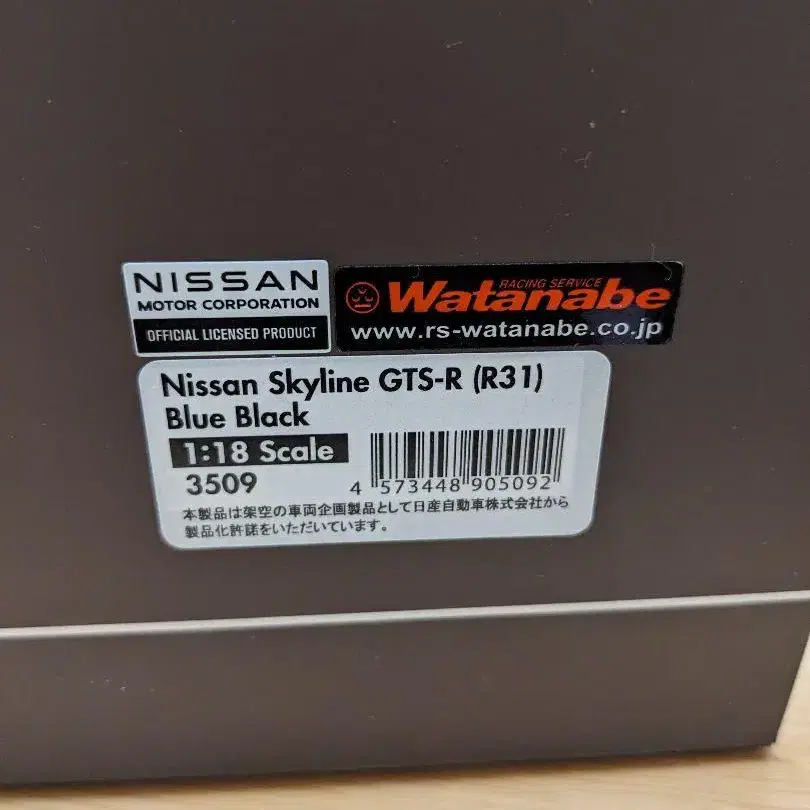 NISSAN
MOTOR CORPORATION
OFFICIAL LICENSED PRODUCT
RACING SERVICE
Watanabe
www.rs-watanabe.co.jp
Nissan Skyline GTS-R (R31)
Blue Black
1:18 Scale
3509
4 573448 905092
本製品は架空の車両企画製品として日産自動車株式会社から
製品化許諾をいただいています。